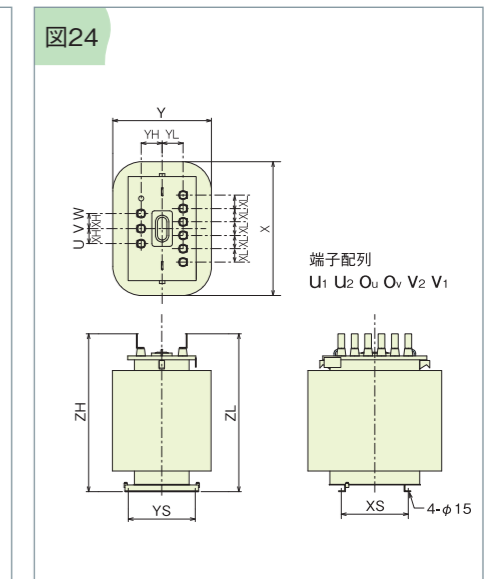 図24
Y
YH YL
U V W
XH XH
XL XL XL XL XL
X
端子配列
U1 U2 Ou Ov V2 V1
ZH
ZL
YS
XS
4-φ15